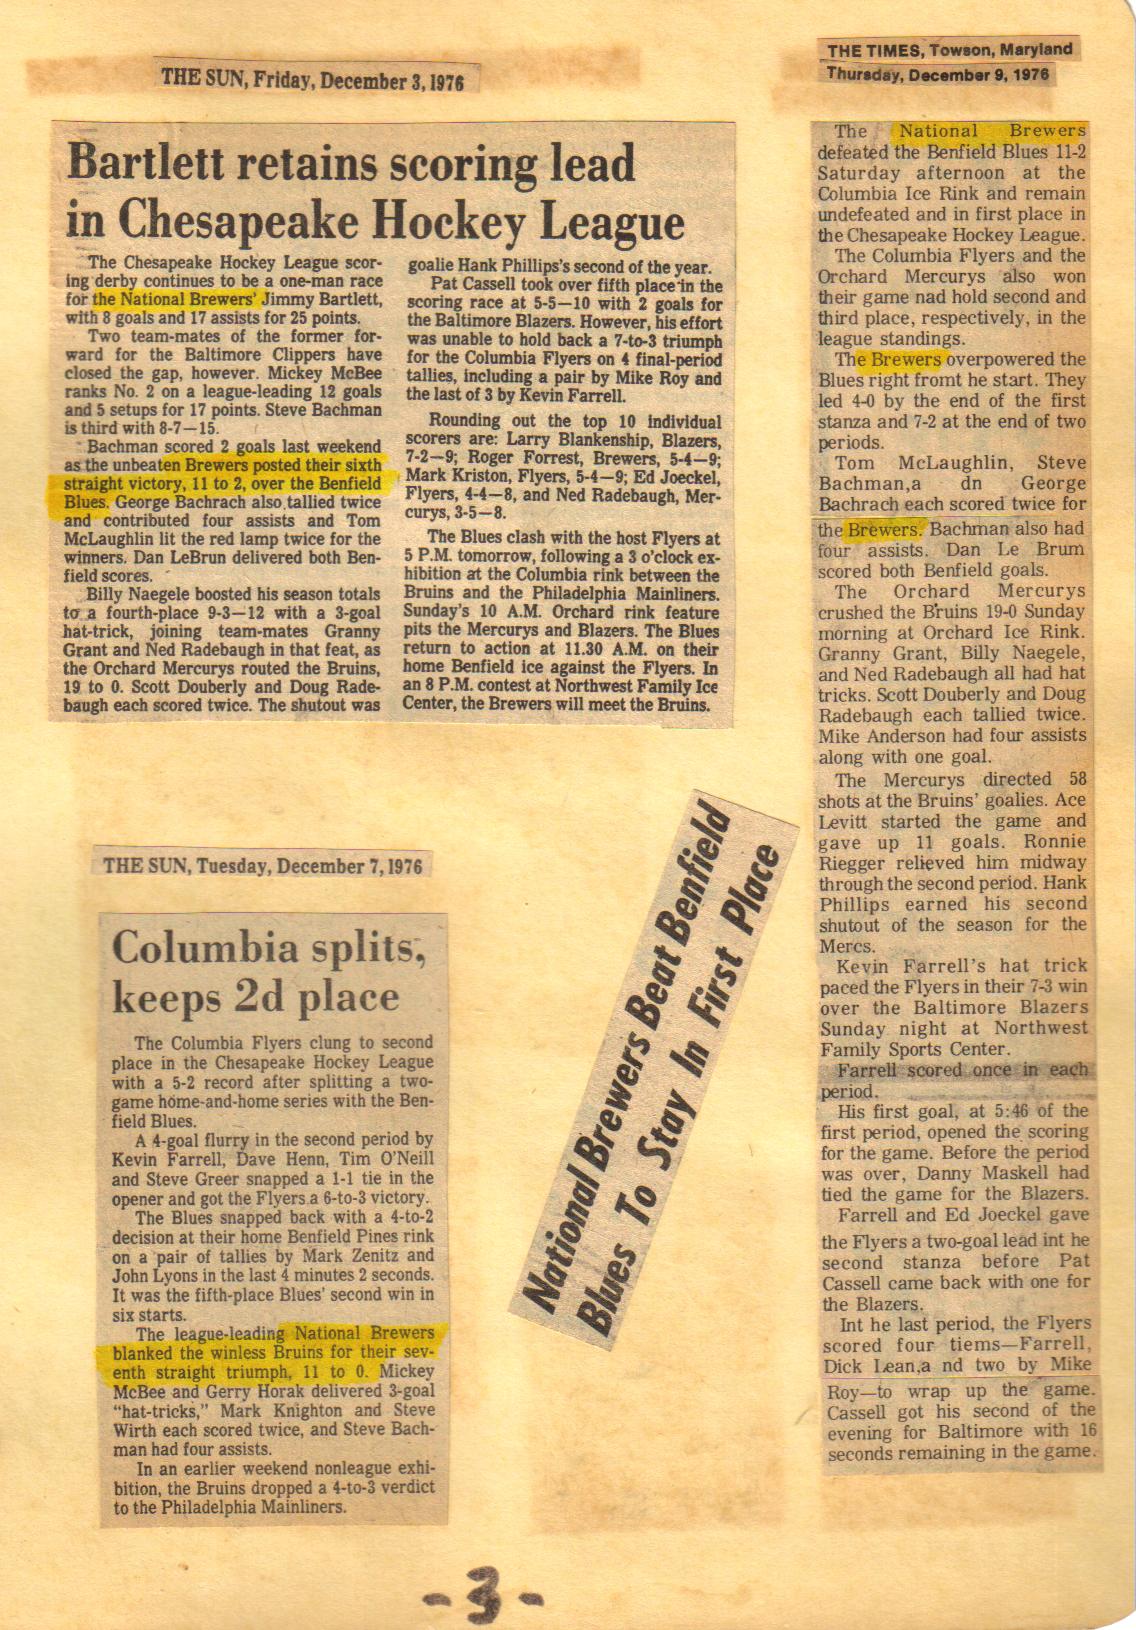 THE SUN, Friday, December 3, 1976
Bartlett retains scoring lead
in Chesapeake Hockey League
The Chesapeake Hockey League scor-
ing derby continues to be a one-man race
for the National Brewers' Jimmy Bartlett,
with 8 goals and 17 assists for 25 points.
Two team-mates of the former for-
ward for the Baltimore Clippers have
closed the gap, however. Mickey McBee
ranks No. 2 on a league-leading 12 goals
and 5 setups for 17 points. Steve Bachman
is third with 8-7—15.
Bachman scored 2 goals last weekend
as the unbeaten Brewers posted their sixth
straight victory, 11 to 2, over the Benfield
Blues. George Bachrach also tallied twice
and contributed four assists and Tom
McLaughlin lit the red lamp twice for the
winners. Dan LeBrun delivered both Ben-
field scores.
Billy Naegele boosted his season totals
to a fourth-place 9-3—12 with a 3-goal
hat-trick, joining team-mates Granny
Grant and Ned Radebaugh in that feat, as
the Orchard Mercurys routed the Bruins,
19 to 0. Scott Douberly and Doug Rade-
baugh each scored twice. The shutout was
goalie Hank Phillips's second of the year.
Pat Cassell took over fifth place in the
scoring race at 5-5—10 with 2 goals for
the Baltimore Blazers. However, his effort
was unable to hold back a 7-to-3 triumph
for the Columbia Flyers on 4 final-period
tallies, including a pair by Mike Roy and
the last of 3 by Kevin Farrell.
Rounding out the top 10 individual
scorers are: Larry Blankenship, Blazers,
7-2—9; Roger Forrest, Brewers, 5-4—9;
Mark Kriston, Flyers, 5-4—9; Ed Joeckel,
Flyers, 4-4—8, and Ned Radebaugh, Mer-
curys, 3-5—8.
The Blues clash with the host Flyers at
5 P.M. tomorrow, following a 3 o'clock ex-
hibition at the Columbia rink between the
Bruins and the Philadelphia Mainliners.
Sunday's 10 A.M. Orchard rink feature
pits the Mercurys and Blazers. The Blues
return to action at 11.30 A.M. on their
home Benfield ice against the Flyers. In
an 8 P.M. contest at Northwest Family Ice
Center, the Brewers will meet the Bruins.
THE SUN, Tuesday, December 7, 1976
Columbia splits,
keeps 2d place
The Columbia Flyers clung to second
place in the Chesapeake Hockey League
with a 5-2 record after splitting a two-
game home-and-home series with the Ben-
field Blues.
A 4-goal flurry in the second period by
Kevin Farrell, Dave Henn, Tim O'Neill
and Steve Greer snapped a 1-1 tie in the
opener and got the Flyers a 6-to-3 victory.
The Blues snapped back with a 4-to-2
decision at their home Benfield Pines rink
on a pair of tallies by Mark Zenitz and
John Lyons in the last 4 minutes 2 seconds.
It was the fifth-place Blues' second win in
six starts.
The league-leading National Brewers
blanked the winless Bruins for their sev-
enth straight triumph, 11 to 0. Mickey
McBee and Gerry Horak delivered 3-goal
"hat-tricks," Mark Knighton and Steve
Wirth each scored twice, and Steve Bach-
man had four assists.
In an earlier weekend nonleague exhi-
bition, the Bruins dropped a 4-to-3 verdict
to the Philadelphia Mainliners.
National Brewers Beat Benfield
Blues To Stay In First Place
THE TIMES, Towson, Maryland
Thursday, December 9, 1976
The National Brewers
defeated the Benfield Blues 11-2
Saturday afternoon at the
Columbia Ice Rink and remain
undefeated and in first place in
the Chesapeake Hockey League.
The Columbia Flyers and the
Orchard Mercurys also won
their game nad hold second and
third place, respectively, in the
league standings.
The Brewers overpowered the
Blues right fromt he start. They
led 4-0 by the end of the first
stanza and 7-2 at the end of two
periods.
Tom McLaughlin, Steve
Bachman,a dn George
Bachrach each scored twice for
the Brewers. Bachman also had
four assists. Dan Le Brum
scored both Benfield goals.
The Orchard Mercurys
crushed the Bruins 19-0 Sunday
morning at Orchard Ice Rink.
Granny Grant, Billy Naegele,
and Ned Radebaugh all had hat
tricks. Scott Douberly and Doug
Radebaugh each tallied twice.
Mike Anderson had four assists
along with one goal.
The Mercurys directed 58
shots at the Bruins' goalies. Ace
Levitt started the game and
gave up 11 goals. Ronnie
Riegger relieved him midway
through the second period. Hank
Phillips earned his second
shutout of the season for the
Mercs.
Kevin Farrell's hat trick
paced the Flyers in their 7-3 win
over the Baltimore Blazers
Sunday night at Northwest
Family Sports Center.
Farrell scored once in each
period.
His first goal, at 5:46 of the
first period, opened the scoring
for the game. Before the period
was over, Danny Maskell had
tied the game for the Blazers.
Farrell and Ed Joeckel gave
the Flyers a two-goal lead int he
second stanza before Pat
Cassell came back with one for
the Blazers.
Int he last period, the Flyers
scored four tiems—Farrell,
Dick Lean,a nd two by Mike
Roy—to wrap up the game.
Cassell got his second of the
evening for Baltimore with 16
seconds remaining in the game.
-3-